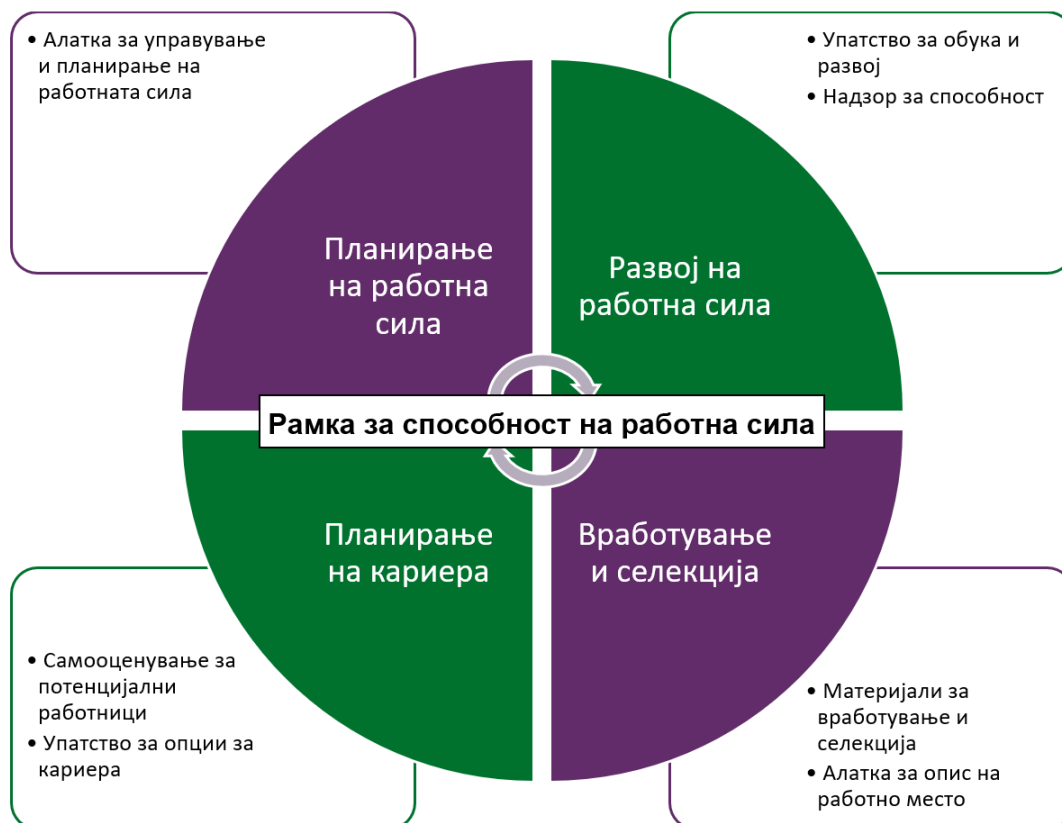 • Алатка за управување
и планирање на
работната сила
• Упатство за обука и
развој
• Надзор за способност
Планирање
на работна
сила
Развој на
работна сила
Рамка за способност на работна сила
Планирање
на кариера
Вработување
и селекција
• Самооценување за
потенцијални
работници
• Упатство за опции за
кариера
• Материјали за
вработување и
селекција
• Алатка за опис на
работно место